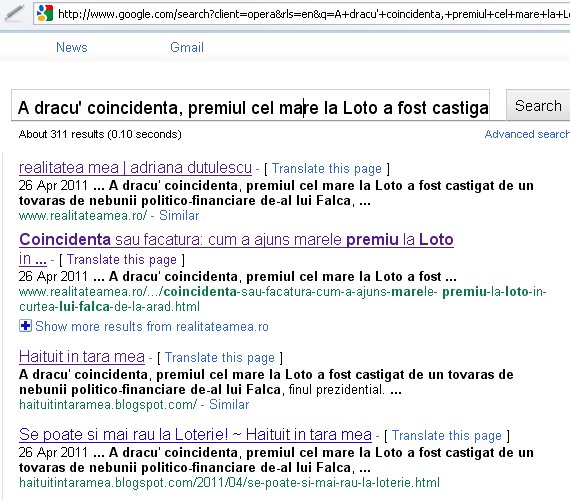 http://www.google.com/search?client=opera&rls=en&q=A+dracu'+coincidenta,+premiul+cel+mare+la+L
News Gmail
A dracu' coincidenta, premiul cel mare la Loto a fost castiga Search
About 311 results (0.10 seconds) Advanced search
realitatea mea | adriana dutulescu - [ Translate this page ]
26 Apr 2011 ... A dracu' coincidenta, premiul cel mare la Loto a fost castigat de un
tovaras de nebunii politico-financiare de-al lui Falca, ...
www.realitateamea.ro/ - Similar
Coincidenta sau facatura: cum a ajuns marele premiu la Loto
in ... - [ Translate this page ]
26 Apr 2011 ... A dracu' coincidenta, premiul cel mare la Loto a fost ...
www.realitateamea.ro/.../coincidenta-sau-facatura-cum-a-ajuns-marele- premiu-la-loto-in-
curtea-lui-falca-de-la-arad.html
Show more results from realitateamea.ro
Haituit in tara mea - [ Translate this page ]
A dracu' coincidenta, premiul cel mare la Loto a fost castigat de un tovaras de
nebunii politico-financiare de-al lui Falca, finul prezidential. ...
haituitintaramea.blogspot.com/ - Similar
Se poate si mai rau la Loterie! ~ Haituit in tara mea - [ Translate this page ]
26 Apr 2011 ... A dracu' coincidenta, premiul cel mare la Loto a fost castigat de un
tovaras de nebunii politico-financiare de-al lui Falca, ...
haituitintaramea.blogspot.com/2011/04/se-poate-si-mai-rau-la-loterie.html